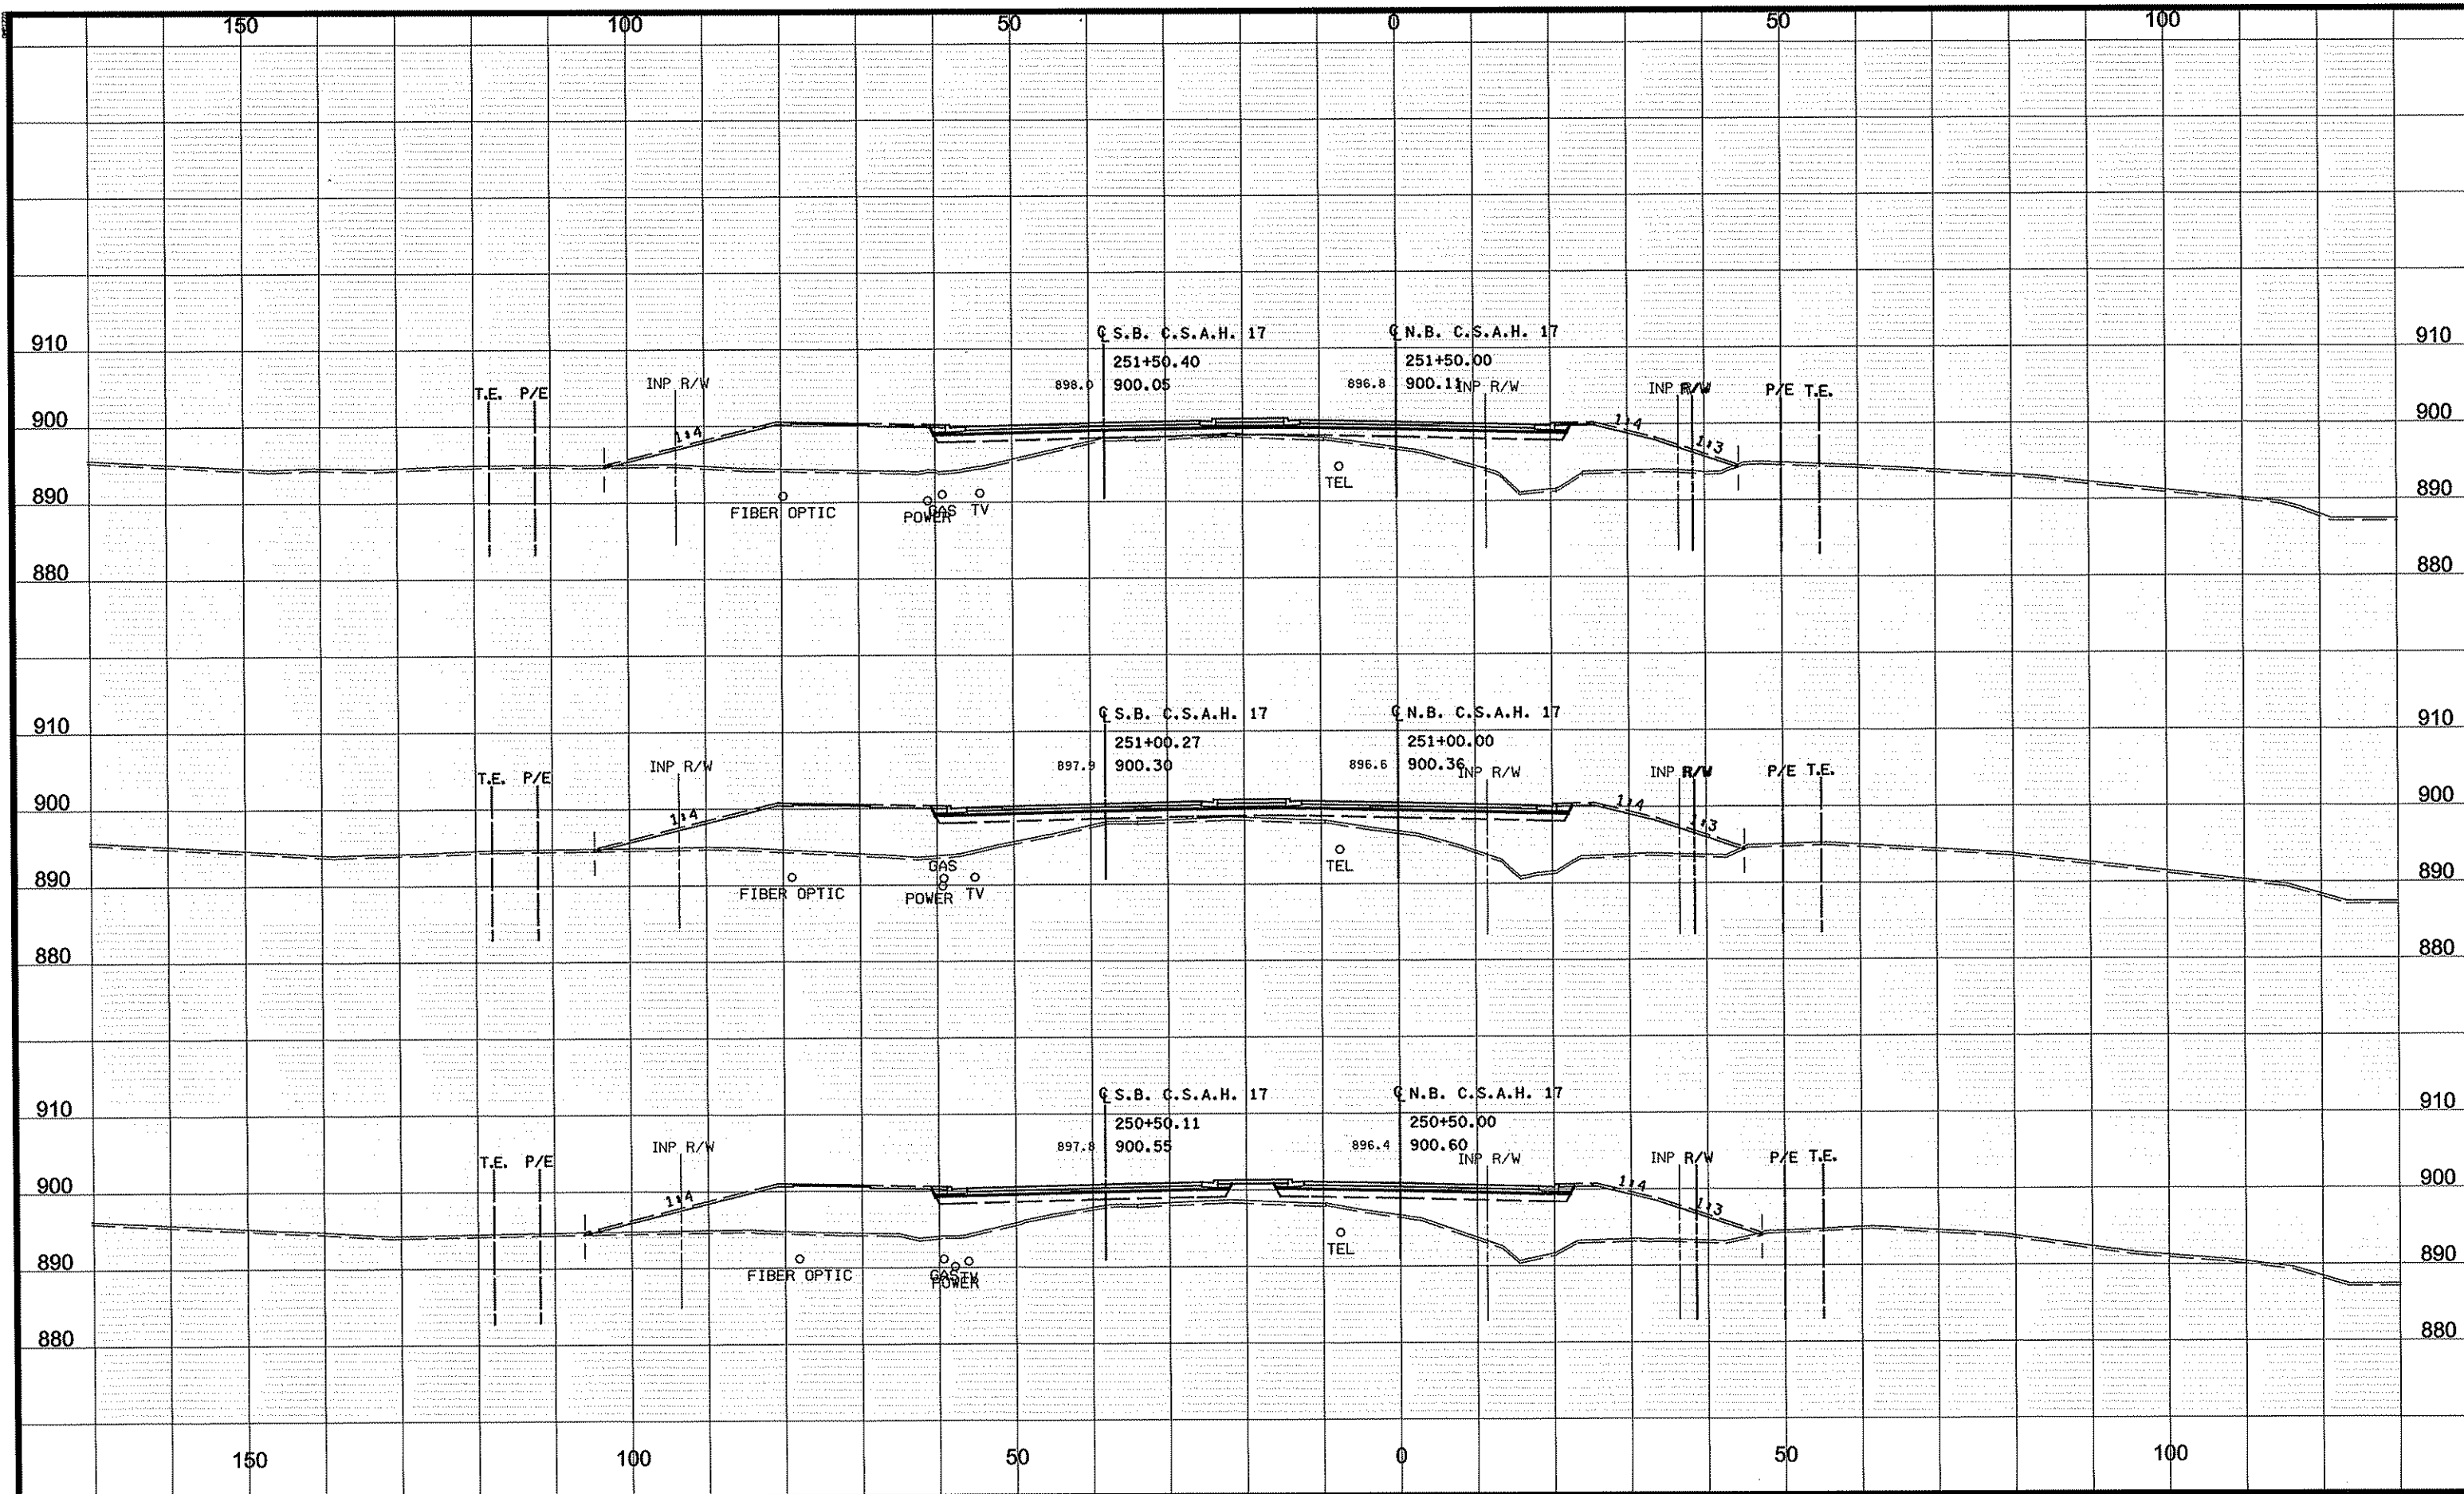 150 100 50 0 50 100
℄ S.B. C.S.A.H. 17 ℄ N.B. C.S.A.H. 17
910 251+50.40 251+50.00 910
898.0 900.05 896.8 900.11
T.E. P/E INP R/W INP R/W INP R/W P/E T.E.
900 1:4 1:4 900
1:3
TEL
890 FIBER OPTIC POWER GAS TV 890
880 880
℄ S.B. C.S.A.H. 17 ℄ N.B. C.S.A.H. 17
910 251+00.27 251+00.00 910
897.9 900.30 896.6 900.36
T.E. P/E INP R/W INP R/W INP R/W P/E T.E.
900 1:4 1:4 900
1:3
GAS TEL
890 FIBER OPTIC POWER TV 890
880 880
℄ S.B. C.S.A.H. 17 ℄ N.B. C.S.A.H. 17
910 250+50.11 250+50.00 910
897.8 900.55 896.4 900.60
T.E. P/E INP R/W INP R/W INP R/W P/E T.E.
900 1:4 1:4 900
1:3
TEL
890 FIBER OPTIC GAS TV 890
POWER
880 880
150 100 50 0 50 100